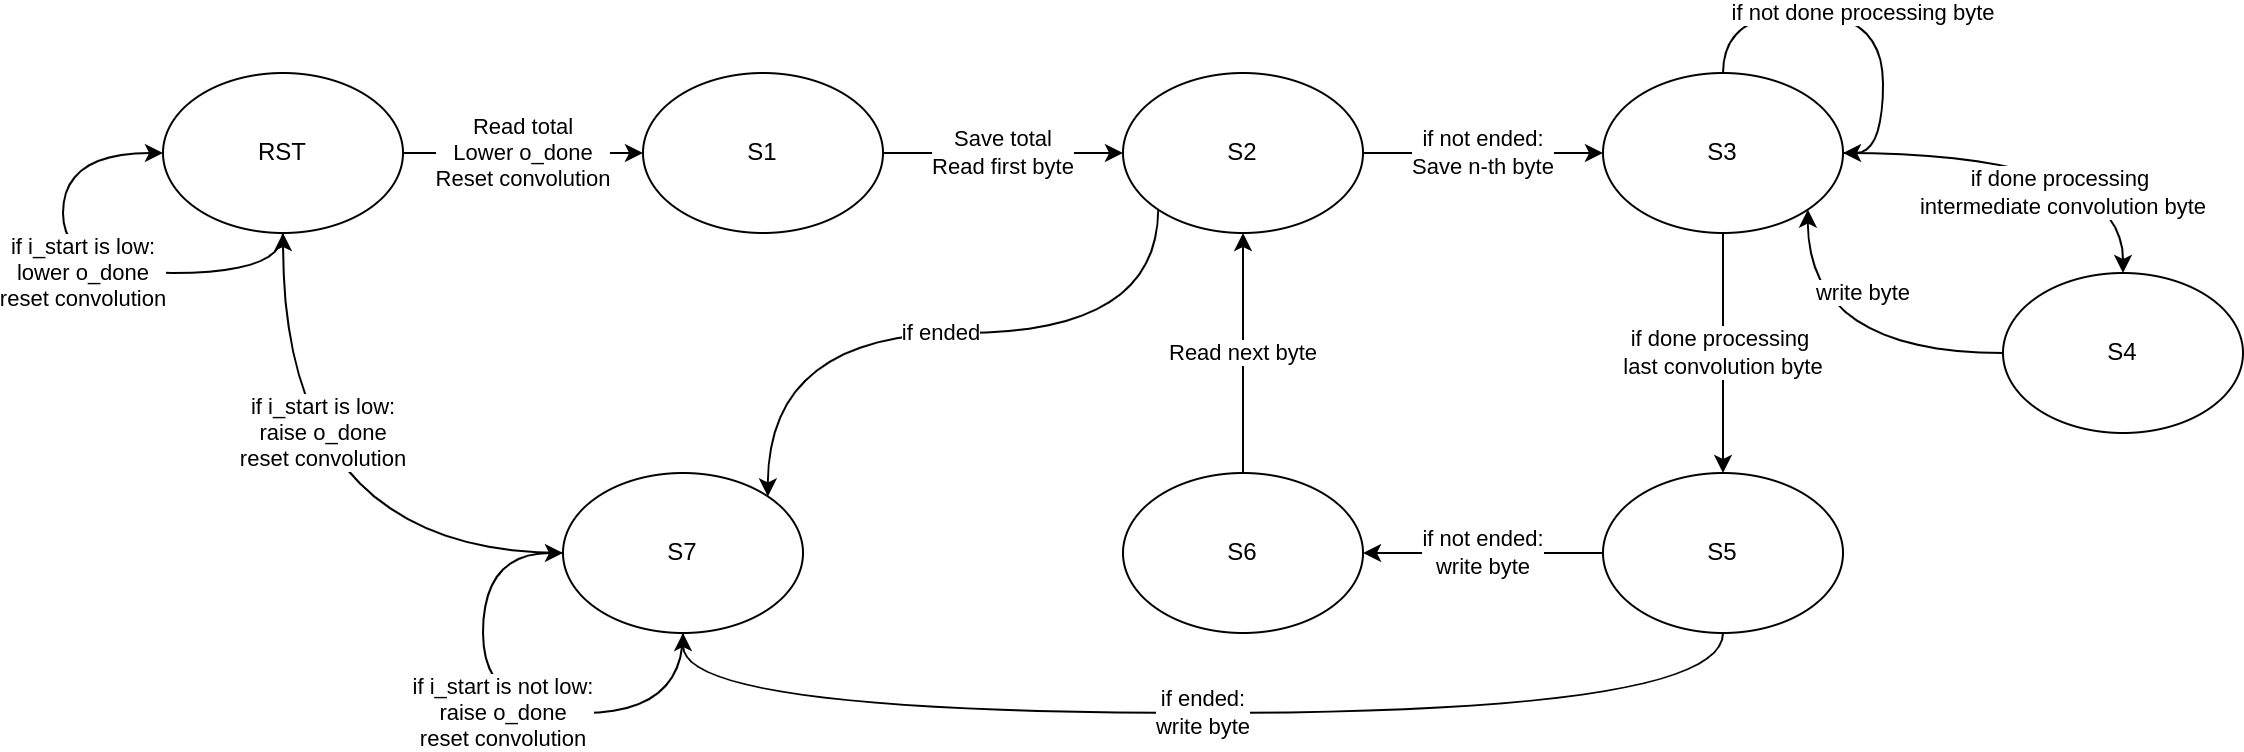 if not done processing byte
RST
Read total
Lower o_done
Reset convolution
S1
Save total
Read first byte
S2
if not ended:
Save n-th byte
S3
if done processing
intermediate convolution byte
if i_start is low:
lower o_done
reset convolution
write byte
if ended
Read next byte
if done processing
last convolution byte
S4
if i_start is low:
raise o_done
reset convolution
S7
S6
if not ended:
write byte
S5
if i_start is not low:
raise o_done
reset convolution
if ended:
write byte